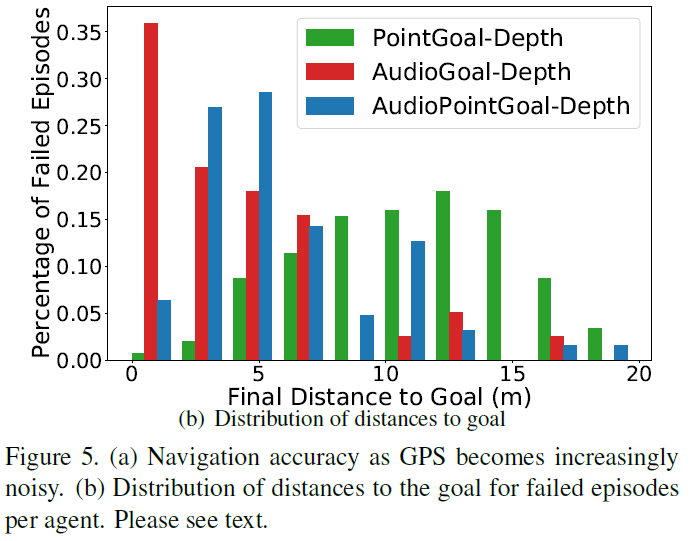 Percentage of Failed Episodes
0.35
0.30
0.25
0.20
0.15
0.10
0.05
0.00
PointGoal-Depth
AudioGoal-Depth
AudioPointGoal-Depth
0 5 10 15 20
Final Distance to Goal (m)
(b) Distribution of distances to goal
Figure 5. (a) Navigation accuracy as GPS becomes increasingly
noisy. (b) Distribution of distances to the goal for failed episodes
per agent. Please see text.